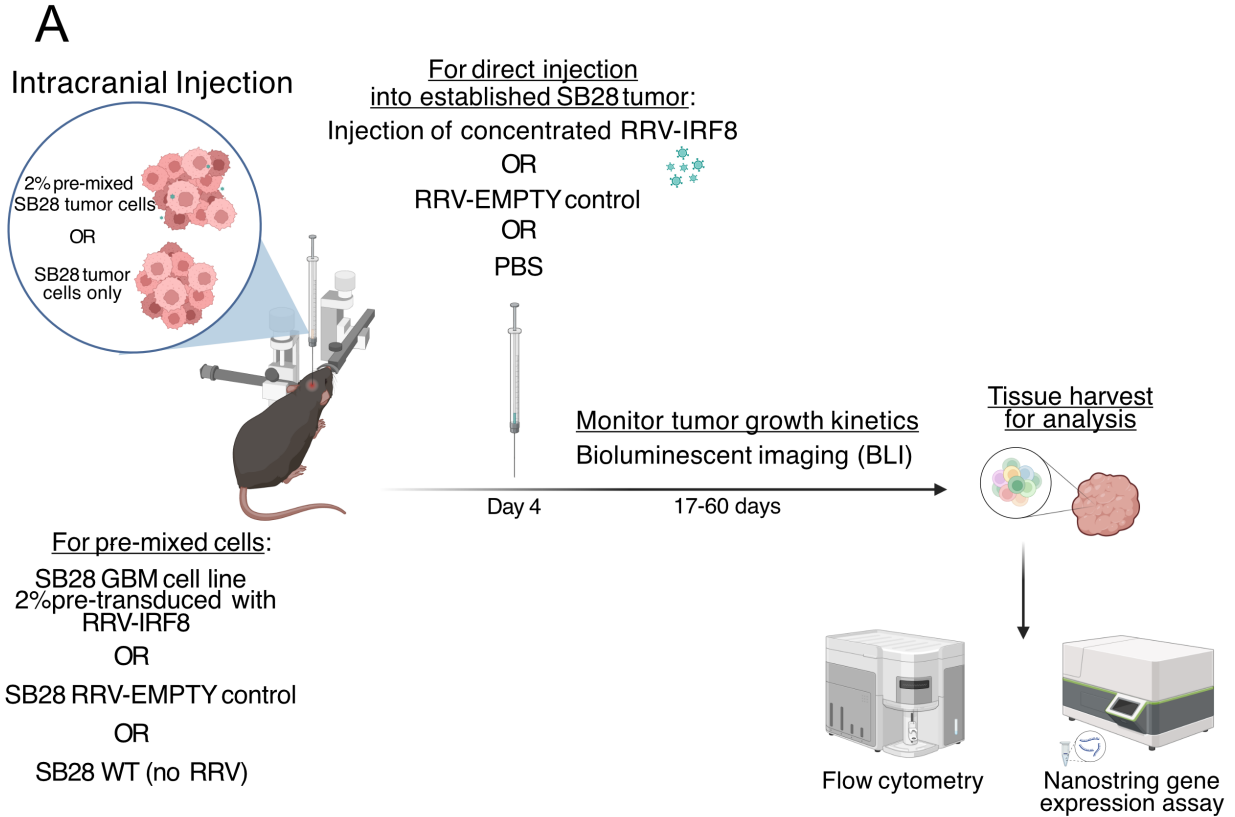 A
Intracranial Injection
2% pre-mixed
SB28 tumor cells
OR
SB28 tumor
cells only
For direct injection
into established SB28 tumor:
Injection of concentrated RRV-IRF8
OR
RRV-EMPTY control
OR
PBS
Monitor tumor growth kinetics
Bioluminescent imaging (BLI)
Day 4
17-60 days
Tissue harvest
for analysis
For pre-mixed cells:
SB28 GBM cell line
2%pre-transduced with
RRV-IRF8
OR
SB28 RRV-EMPTY control
OR
SB28 WT (no RRV)
Flow cytometry
Nanostring gene
expression assay